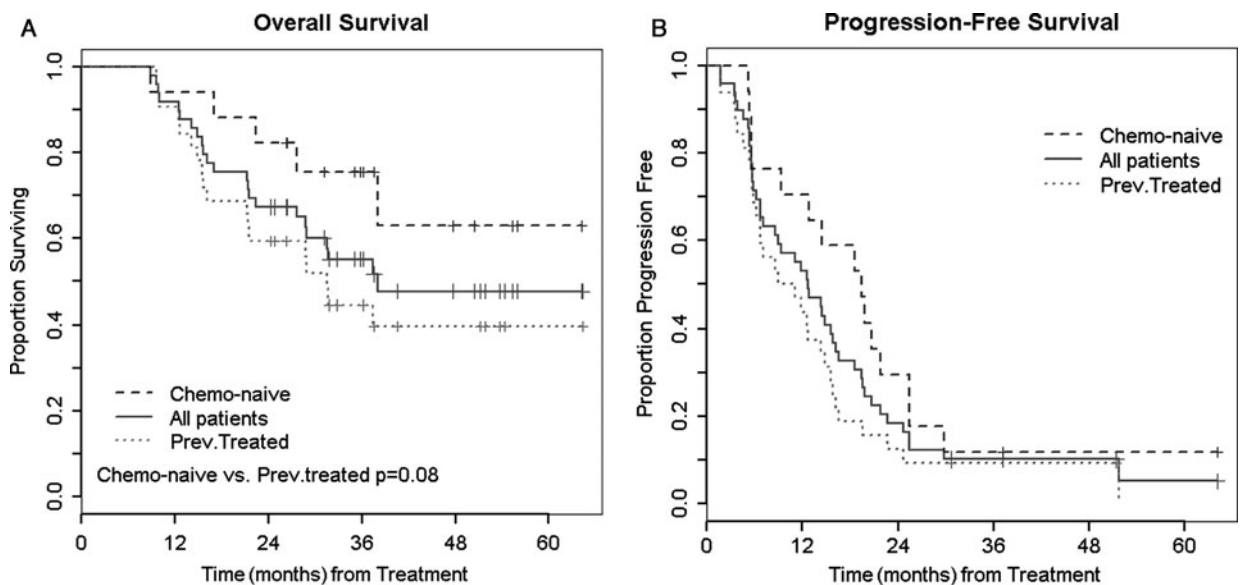 A
Overall Survival
Proportion Surviving
1.0
0.8
0.6
0.4
0.2
0.0
Chemo-naive
All patients
Prev.Treated
Chemo-naive vs. Prev.treated p=0.08
0 12 24 36 48 60
Time (months) from Treatment
B
Progression-Free Survival
Proportion Progression Free
1.0
0.8
0.6
0.4
0.2
0.0
Chemo-naive
All patients
Prev.Treated
0 12 24 36 48 60
Time (months) from Treatment